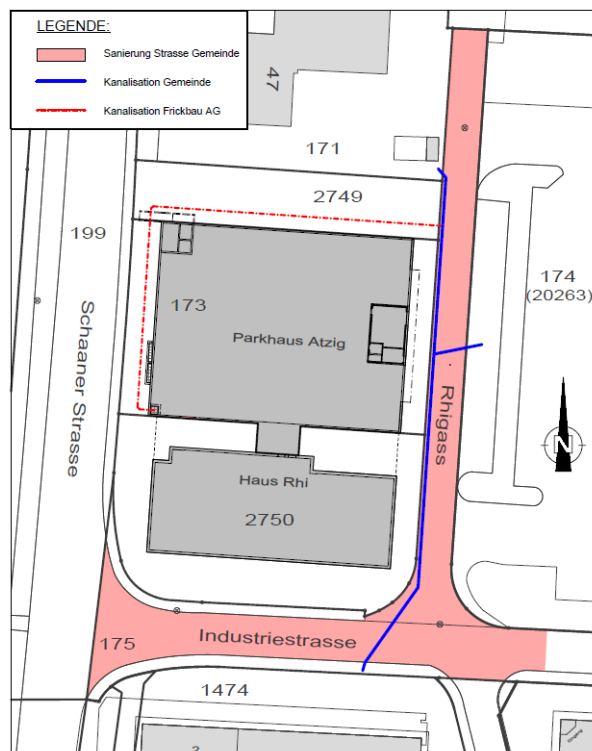 LEGENDE:
Sanierung Strasse Gemeinde
Kanalisation Gemeinde
Kanalisation Frickbau AG
47
171
2749
199
174
(20263)
173
Schaaner Strasse
Parkhaus Atzig
Rhigass
N
Haus Rhi
2750
175
Industriestrasse
1474
3